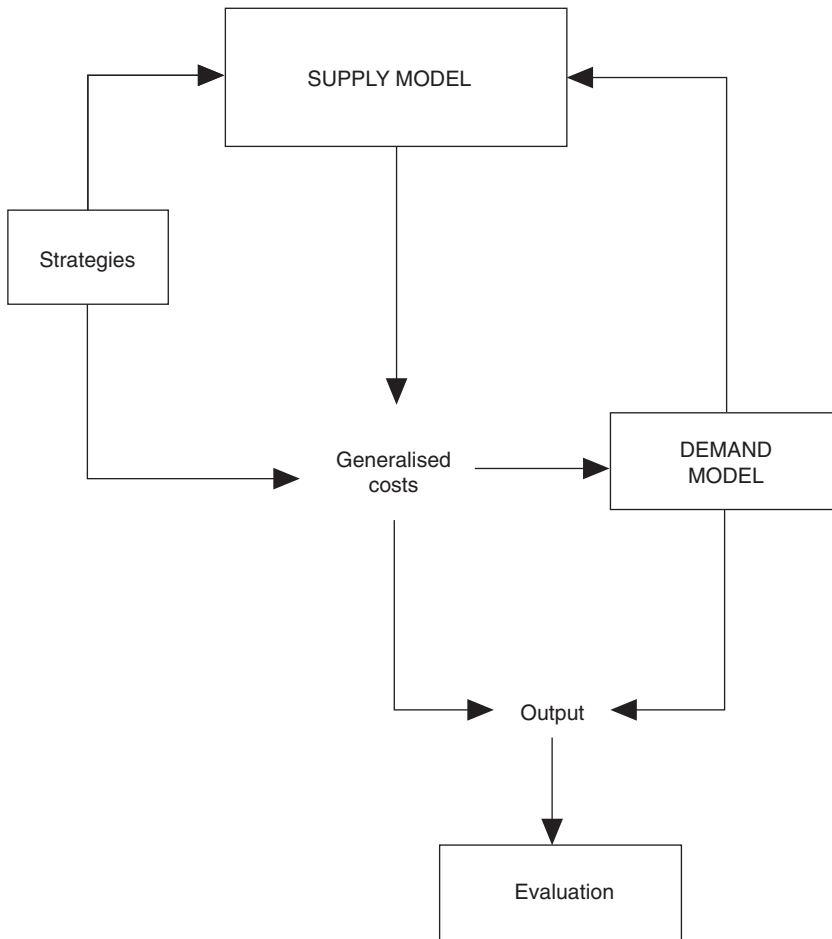 SUPPLY MODEL
Strategies
Generalised
costs
DEMAND
MODEL
Output
Evaluation